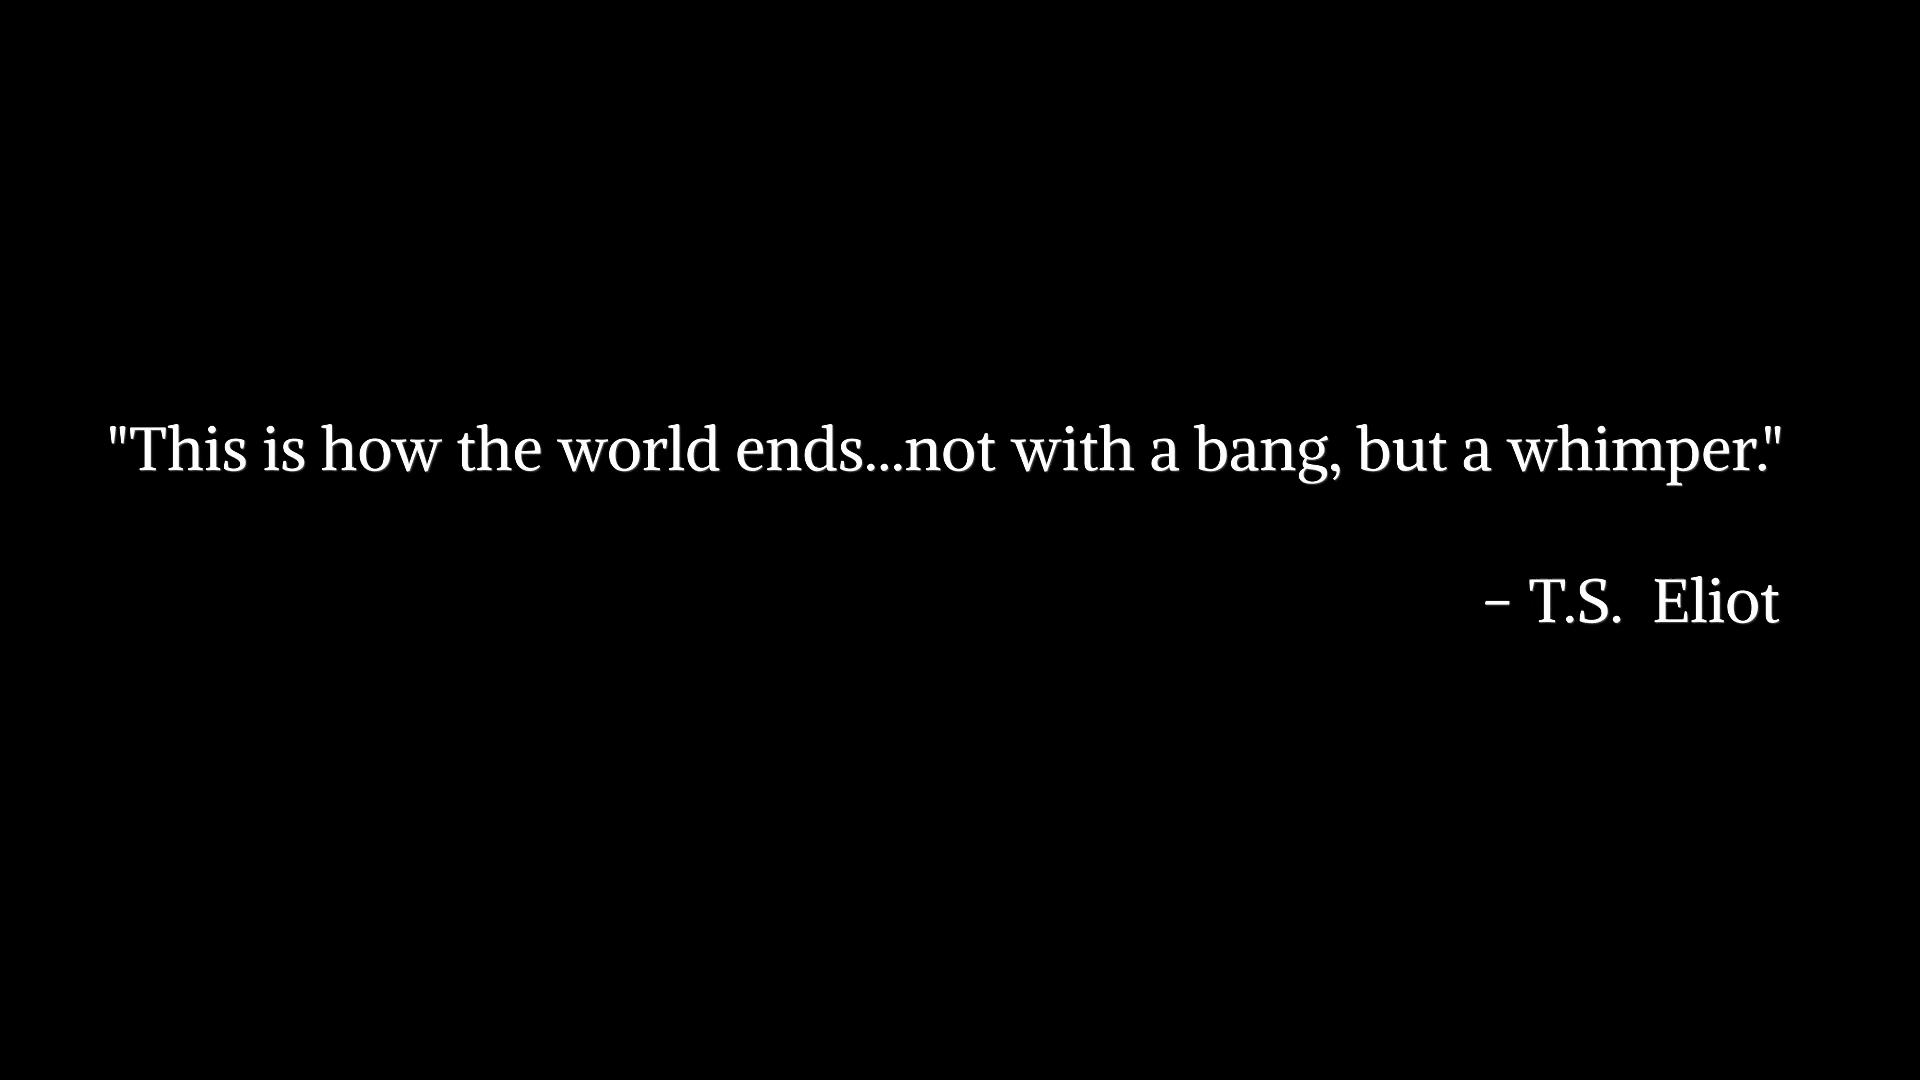 "This is how the world ends...not with a bang, but a whimper."
– T.S.  Eliot